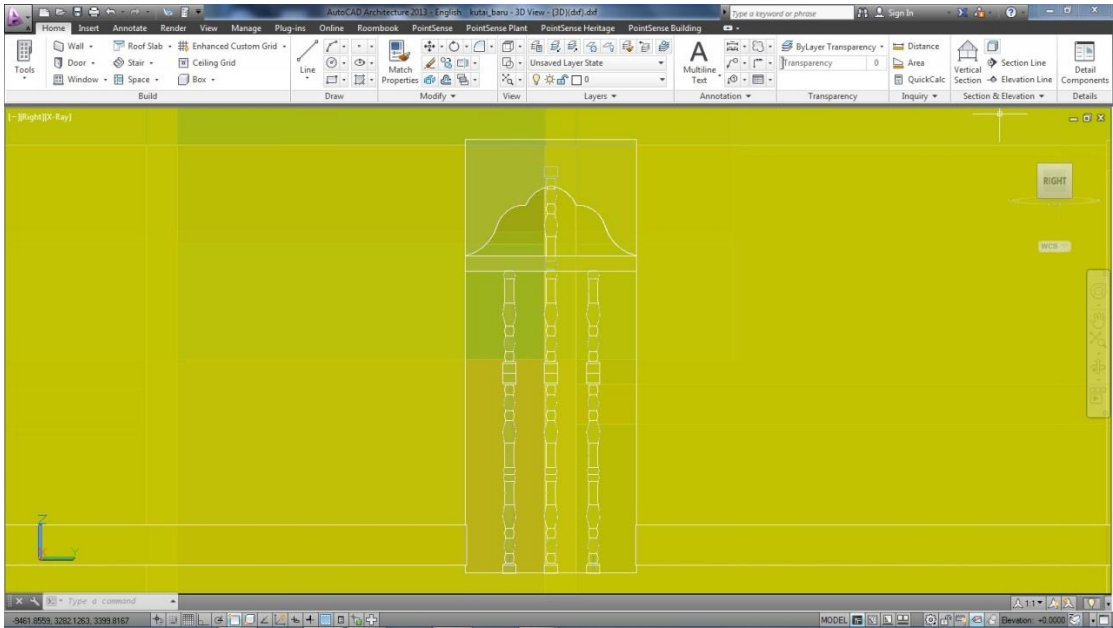 AutoCAD Architecture 2013 - English kutai_baru - 3D View - {3D}(dxf).dxf
Type a keyword or phrase
Sign In
Home Insert Annotate Render View Manage Plug-ins Online Roombook PointSense PointSense Plant PointSense Heritage PointSense Building
Tools
Wall
Roof Slab
Enhanced Custom Grid
Door
Stair
Ceiling Grid
Window
Space
Box
Line
Match Properties
Unsaved Layer State
0
Multiline Text
ByLayer Transparency
Transparency 0
Distance
Area
QuickCalc
Vertical Section
Section Line
Elevation Line
Detail Components
Build Draw Modify View Layers Annotation Transparency Inquiry Section & Elevation Details
[-][Right][X-Ray]
RIGHT
WCS
Z
X
Y
Type a command
1:1
-9461.8559, 3282.1263, 3399.8167
MODEL
Elevation: +0.0000